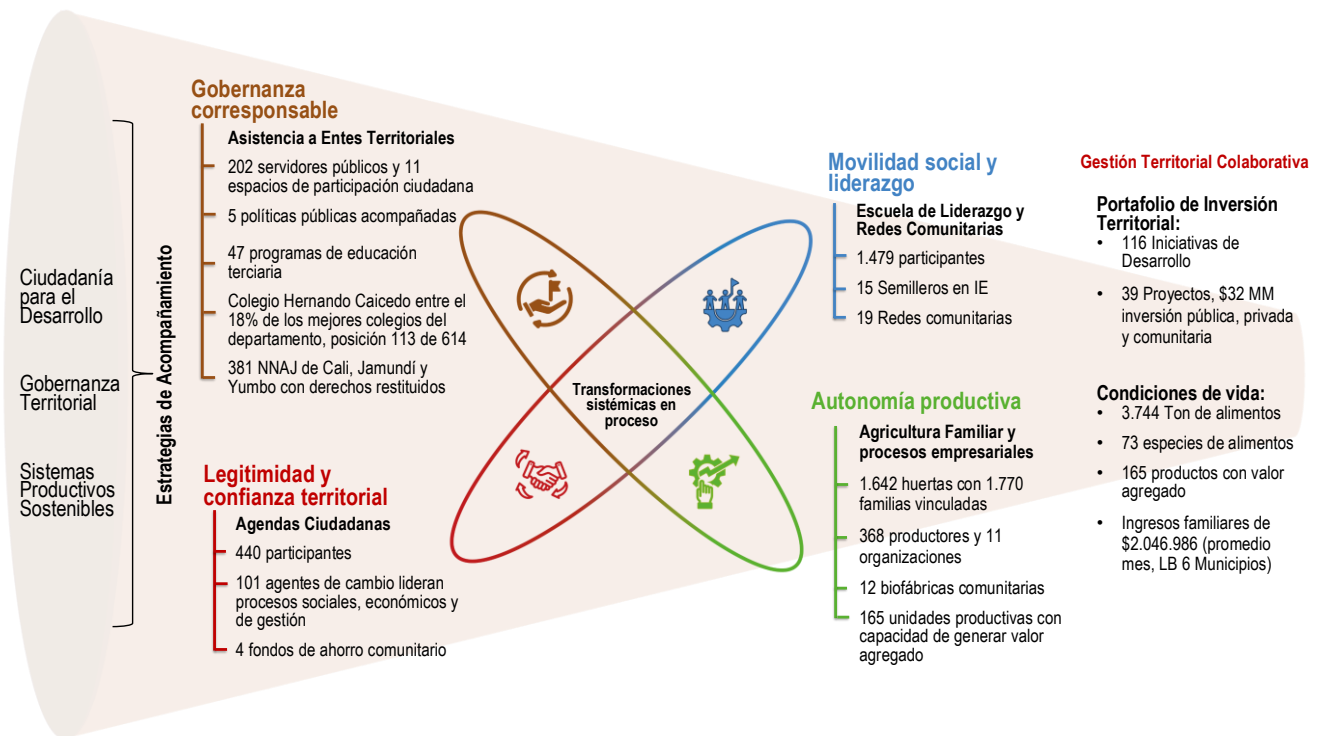 Ciudadanía
para el
Desarrollo
Gobernanza
Territorial
Sistemas
Productivos
Sostenibles
Estrategias de Acompañamiento
Gobernanza
corresponsable
Asistencia a Entes Territoriales
202 servidores públicos y 11
espacios de participación ciudadana
5 políticas públicas acompañadas
47 programas de educación
terciaria
Colegio Hernando Caicedo entre el
18% de los mejores colegios del
departamento, posición 113 de 614
381 NNAJ de Cali, Jamundí y
Yumbo con derechos restituidos
Legitimidad y
confianza territorial
Agendas Ciudadanas
440 participantes
101 agentes de cambio lideran
procesos sociales, económicos y
de gestión
4 fondos de ahorro comunitario
Transformaciones
sistémicas en
proceso
Movilidad social y
liderazgo
Escuela de Liderazgo y
Redes Comunitarias
1.479 participantes
15 Semilleros en IE
19 Redes comunitarias
Autonomía productiva
Agricultura Familiar y
procesos empresariales
1.642 huertas con 1.770
familias vinculadas
368 productores y 11
organizaciones
12 biofábricas comunitarias
165 unidades productivas con
capacidad de generar valor
agregado
Gestión Territorial Colaborativa
Portafolio de Inversión
Territorial:
• 116 Iniciativas de
Desarrollo
• 39 Proyectos, $32 MM
inversión pública, privada
y comunitaria
Condiciones de vida:
• 3.744 Ton de alimentos
• 73 especies de alimentos
• 165 productos con valor
agregado
• Ingresos familiares de
$2.046.986 (promedio
mes, LB 6 Municipios)